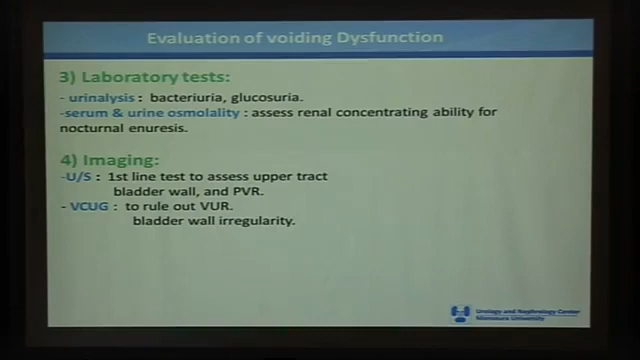 Evaluation of voiding Dysfunction
3) Laboratory tests:
- urinalysis : bacteriuria, glucosuria.
-serum & urine osmolality : assess renal concentrating ability for
nocturnal enuresis.
4) Imaging:
-U/S : 1st line test to assess upper tract
bladder wall, and PVR.
- VCUG : to rule out VUR.
bladder wall irregularity.
Urology and Nephrology Center
Mansoura University